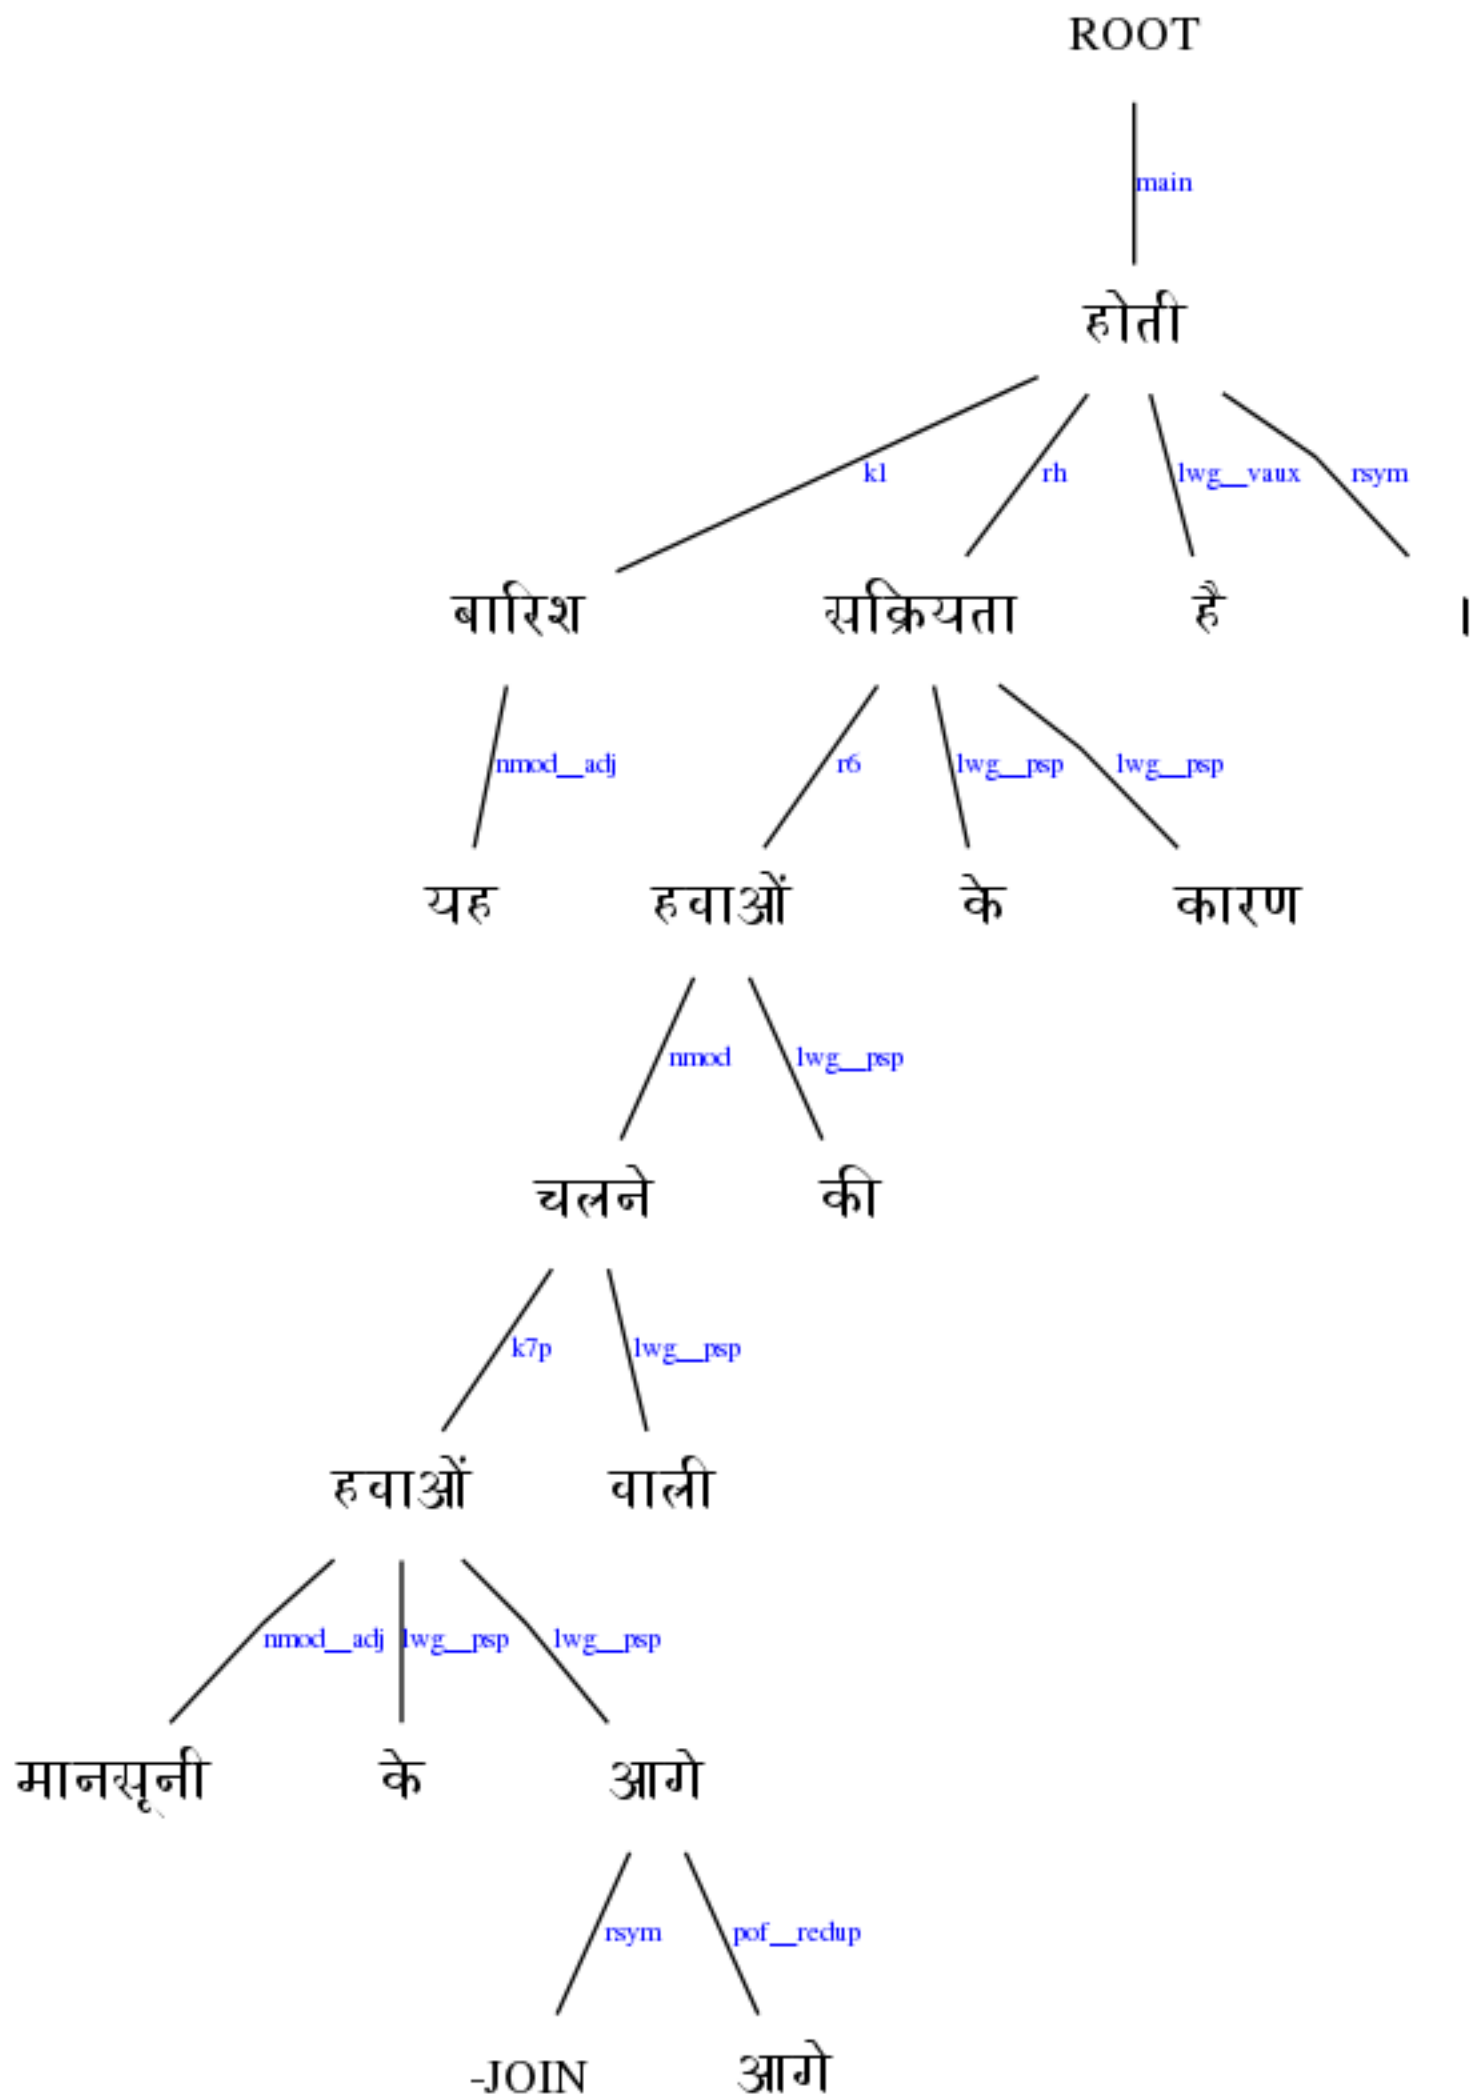 ROOT
main
होती
k1 rh lwg__vaux rsym
बारिश सक्रियता है ।
nmod__adj r6 lwg__psp lwg__psp
यह हवाओं के कारण
nmod lwg__psp
चलने की
k7p lwg__psp
हवाओं वाली
nmod__adj lwg__psp lwg__psp
मानसूनी के आगे
rsym pof__redup
-JOIN आगे